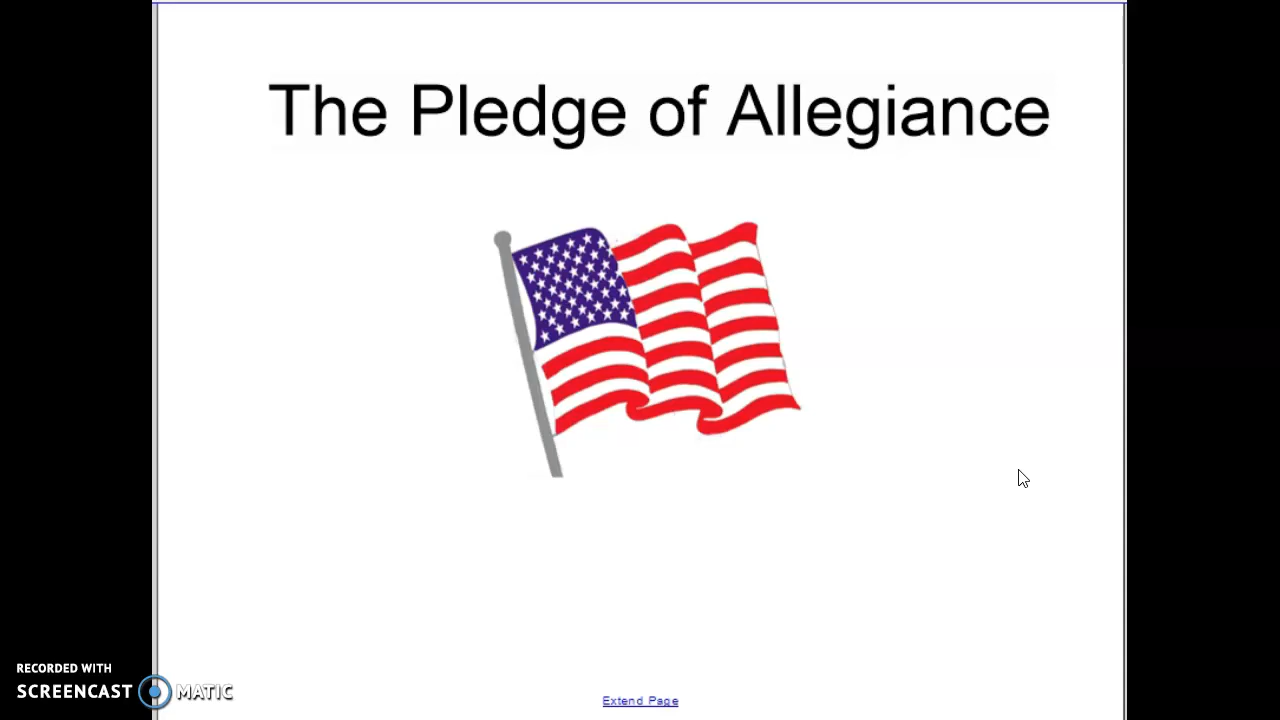 The Pledge of Allegiance
RECORDED WITH
SCREENCAST MATIC
Extend Page